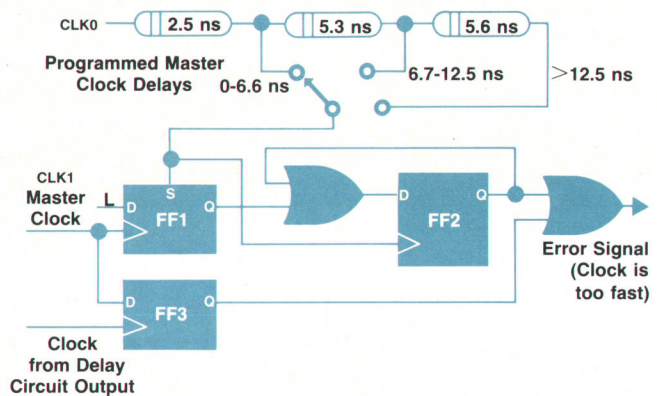 CLK0
2.5 ns
5.3 ns
5.6 ns
Programmed Master
Clock Delays
0-6.6 ns
6.7-12.5 ns
>12.5 ns
CLK1
Master
Clock
L
D
S
Q
FF1
D
Q
FF2
D
Q
FF3
Error Signal
(Clock is
too fast)
Clock
from Delay
Circuit Output